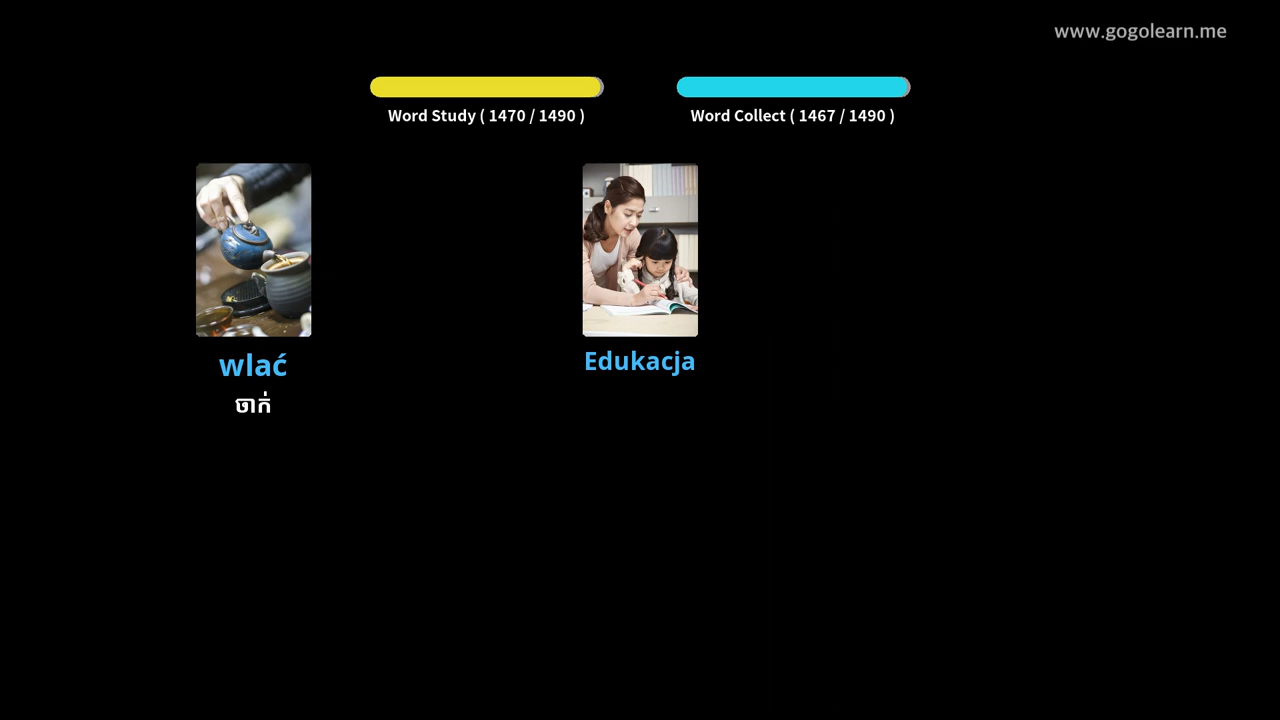 www.gogolearn.me
Word Study ( 1470 / 1490 )
Word Collect ( 1467 / 1490 )
wlać
ចាក់
Edukacja